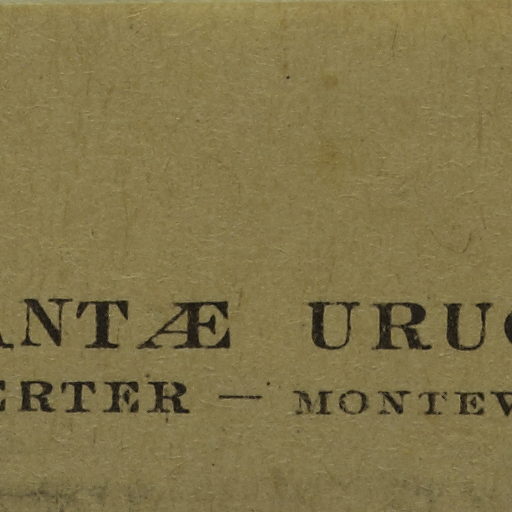 ANTÆ URUG
ERTER — MONTEV